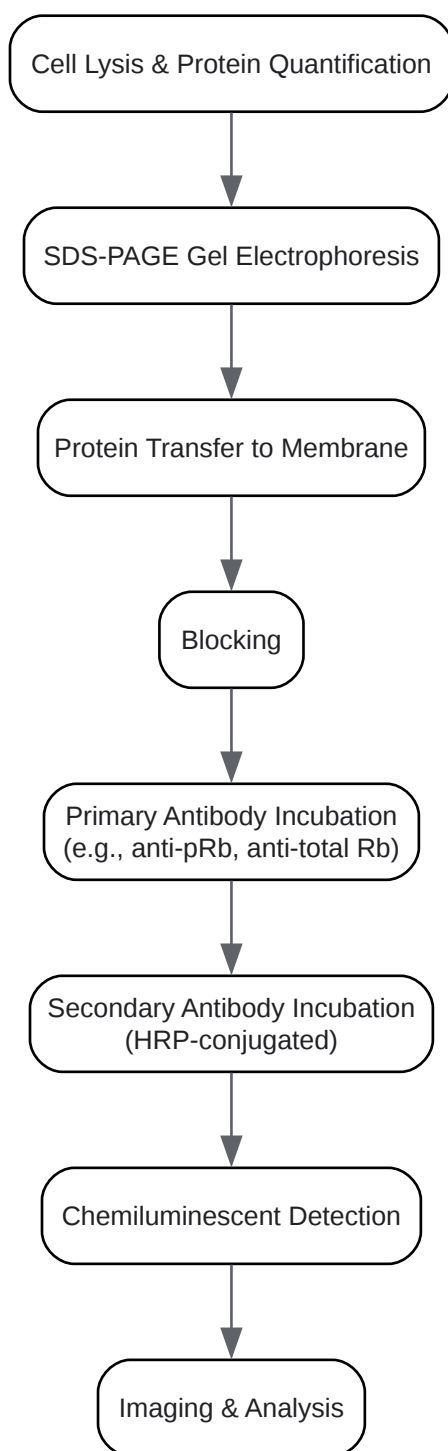 Cell Lysis & Protein Quantification
SDS-PAGE Gel Electrophoresis
Protein Transfer to Membrane
Blocking
Primary Antibody Incubation
(e.g., anti-pRb, anti-total Rb)
Secondary Antibody Incubation
(HRP-conjugated)
Chemiluminescent Detection
Imaging & Analysis